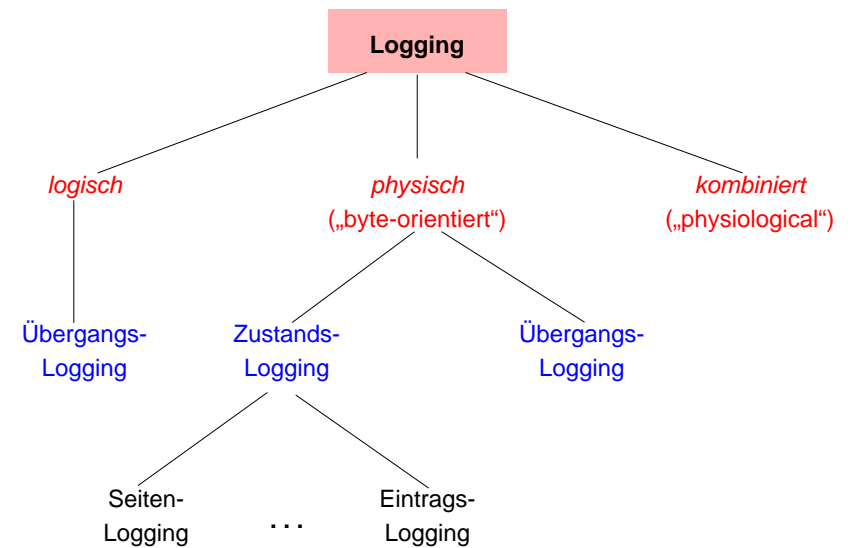 Logging
logisch
physisch
kombiniert
(„byte-orientiert“)
(„physiological“)
Übergangs-
Zustands-
Übergangs-
Logging
Logging
Logging
Seiten-
Eintrags-
Logging
...
Logging